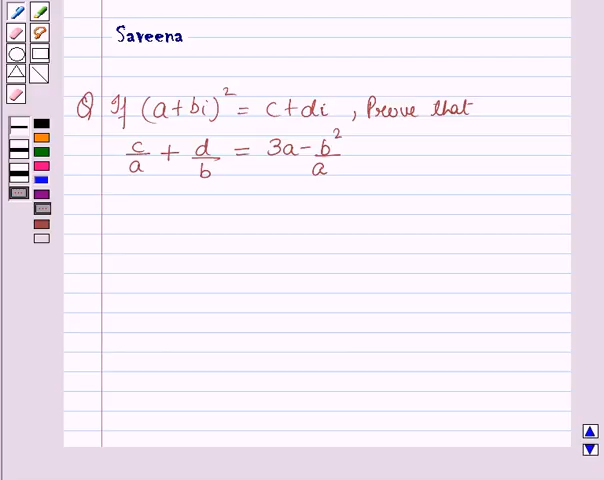 Saveena
Q If (a+bi)² = c+di , Prove that
c/a + d/b = 3a - b²/a